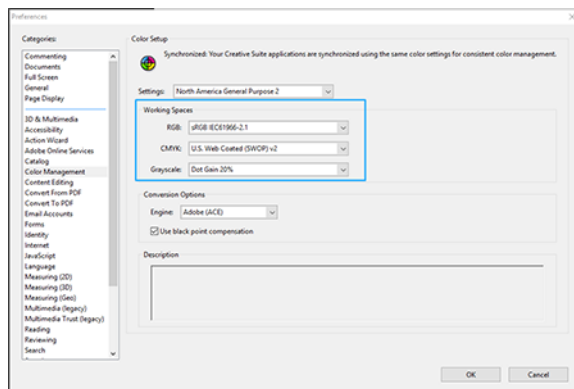 Preferences
Categories:
Commenting
Documents
Full Screen
General
Page Display
3D & Multimedia
Accessibility
Action Wizard
Adobe Online Services
Catalog
Color Management
Content Editing
Convert From PDF
Convert To PDF
Email Accounts
Forms
Identity
Internet
JavaScript
Language
Measuring (2D)
Measuring (3D)
Measuring (Geo)
Multimedia (legacy)
Multimedia Trust (legacy)
Reading
Reviewing
Search
Color Setup
Synchronized: Your Creative Suite applications are synchronized using the same color settings for consistent color management.
Settings: North America General Purpose 2
Working Spaces
RGB: sRGB IEC61966-2.1
CMYK: U.S. Web Coated (SWOP) v2
Grayscale: Dot Gain 20%
Conversion Options
Engine: Adobe (ACE)
Use black point compensation
Description
OK Cancel